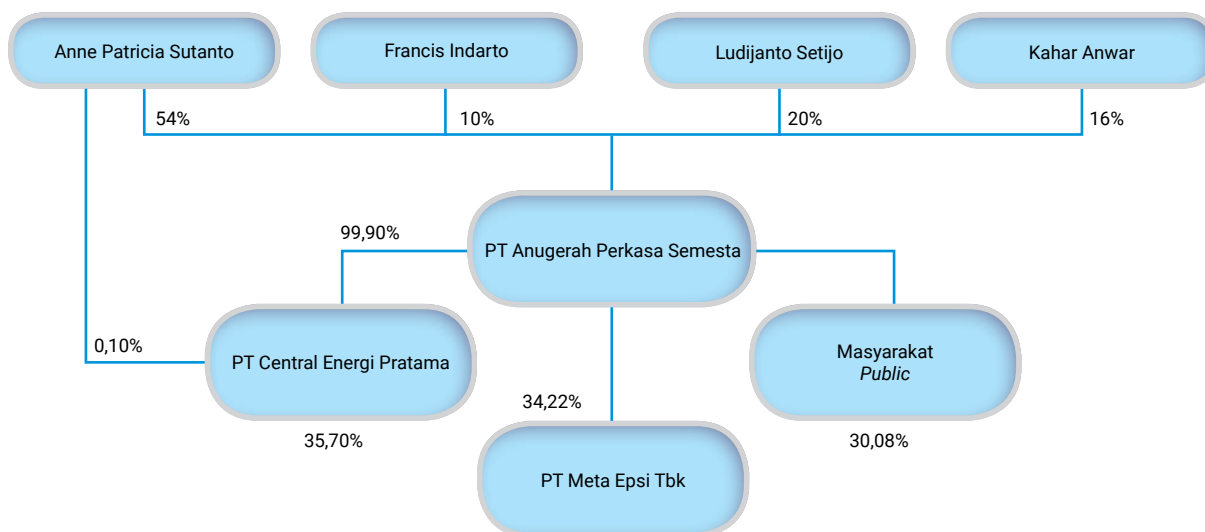 Anne Patricia Sutanto
Francis Indarto
Ludijanto Setijo
Kahar Anwar
54%
10%
20%
16%
PT Anugerah Perkasa Semesta
99,90%
0,10%
PT Central Energi Pratama
Masyarakat
Public
34,22%
35,70%
30,08%
PT Meta Epsi Tbk